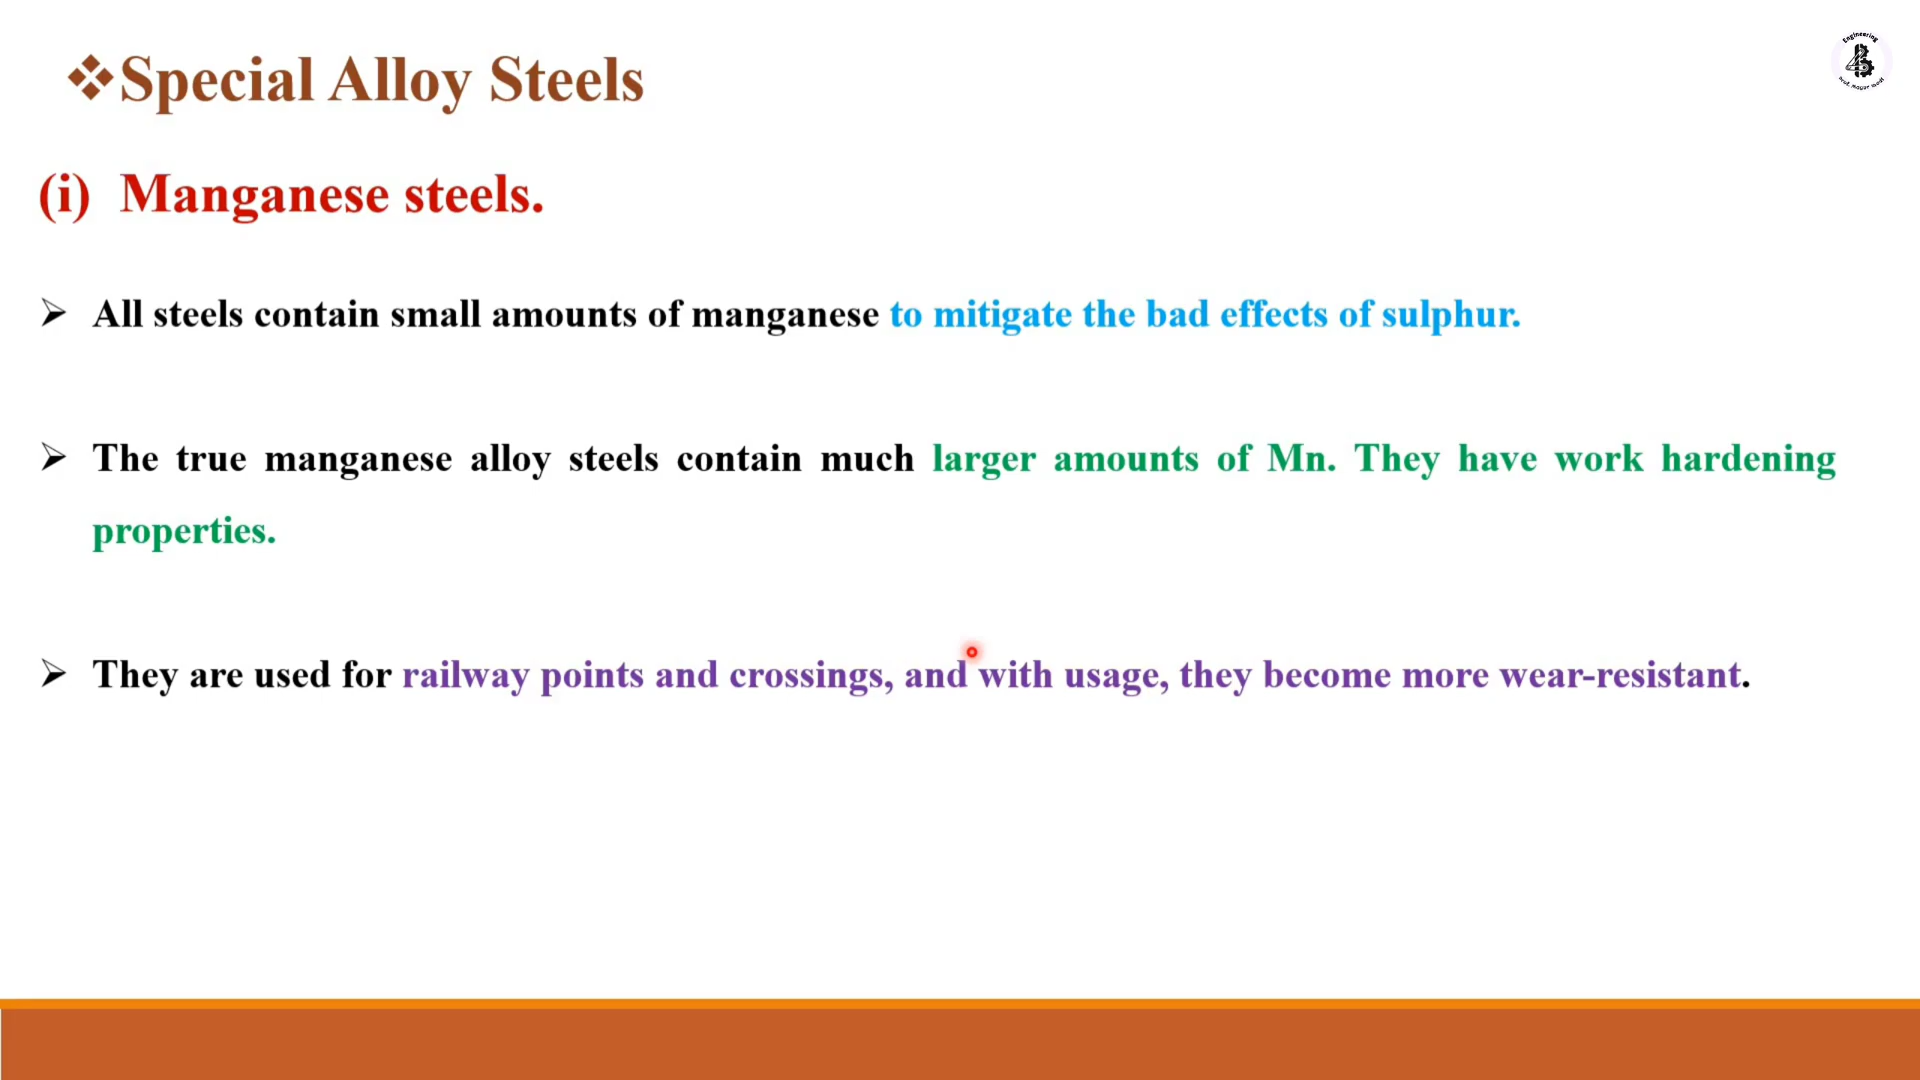 ❖Special Alloy Steels
Engineering
(i) Manganese steels.
➢ All steels contain small amounts of manganese to mitigate the bad effects of sulphur.
➢ The true manganese alloy steels contain much larger amounts of Mn. They have work hardening
properties.
➢ They are used for railway points and crossings, and with usage, they become more wear-resistant.